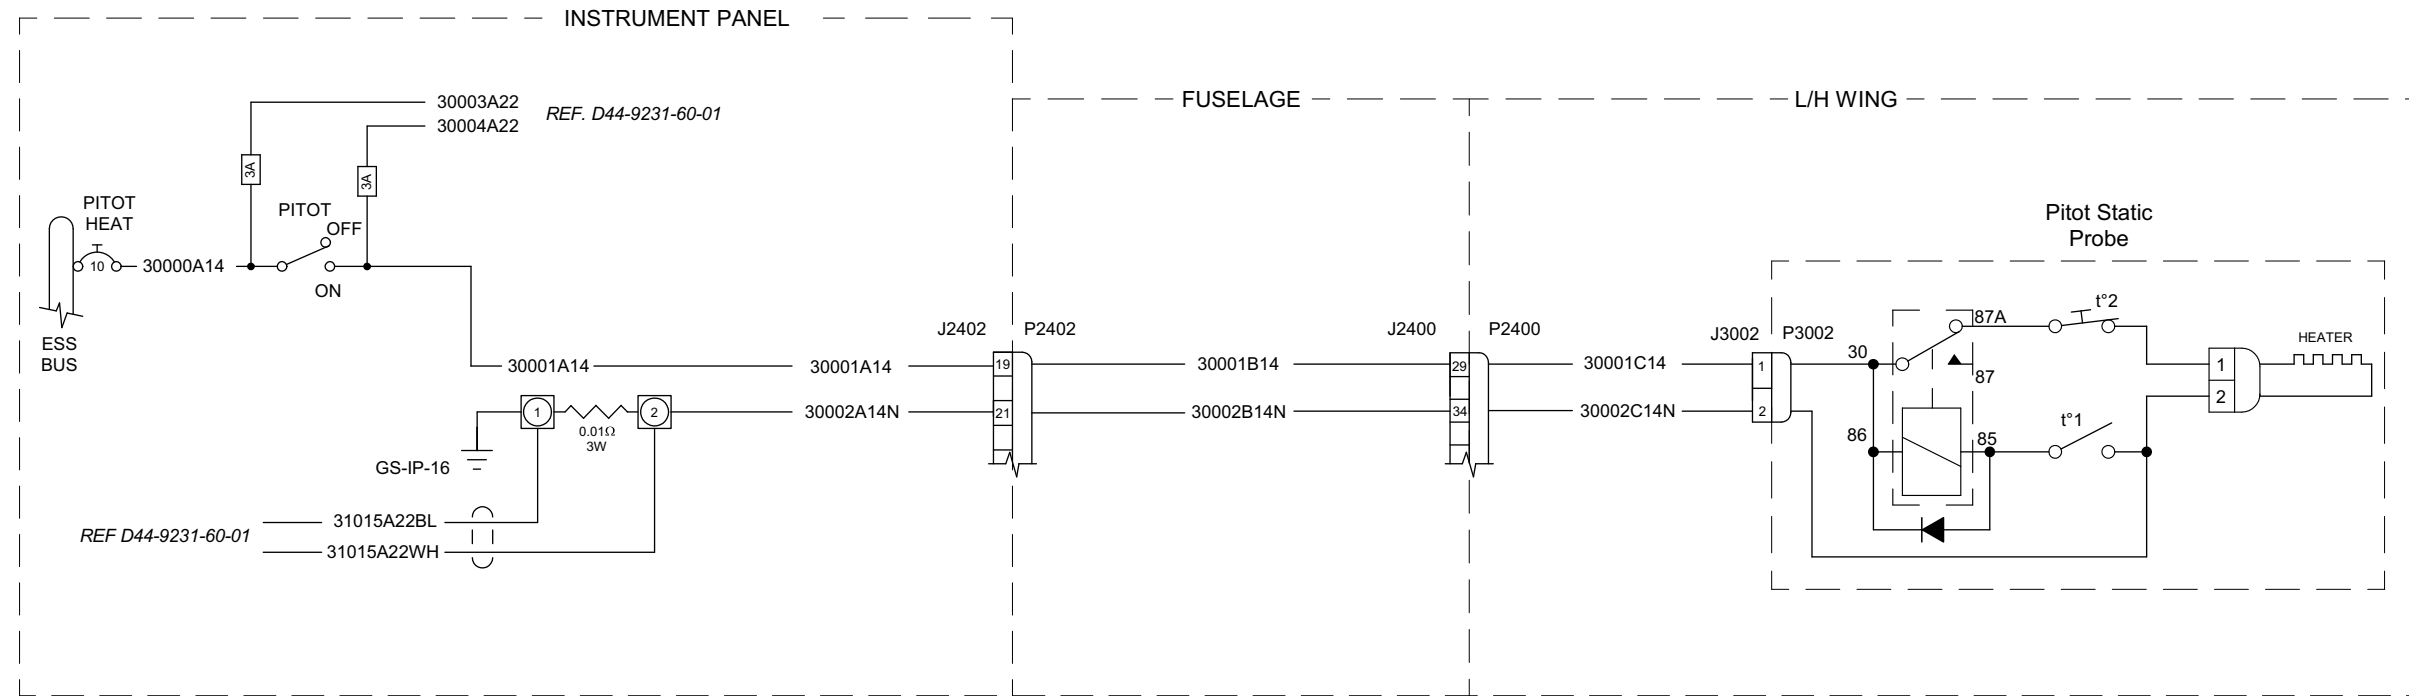 INSTRUMENT PANEL
FUSELAGE
L/H WING
30003A22
30004A22
REF. D44-9231-60-01
3A
3A
PITOT
HEAT
10
30000A14
PITOT
OFF
ON
ESS
BUS
30001A14
30001A14
J2402
P2402
19
21
30001B14
J2400
P2400
29
34
30001C14
J3002
P3002
1
2
1
0.01Ω
3W
2
30002A14N
30002B14N
30002C14N
GS-IP-16
REF D44-9231-60-01
31015A22BL
31015A22WH
Pitot Static
Probe
30
87A
87
t°2
86
85
t°1
1
2
HEATER